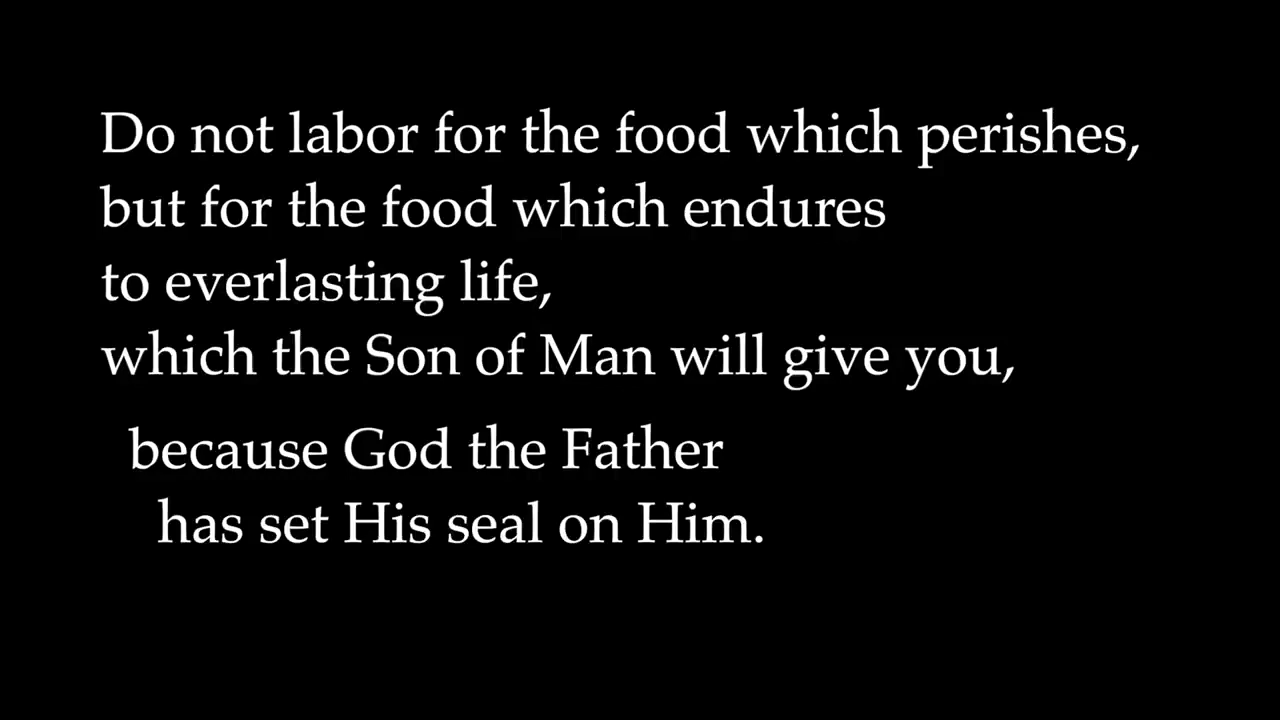 Do not labor for the food which perishes,
but for the food which endures
to everlasting life,
which the Son of Man will give you,
because God the Father
has set His seal on Him.